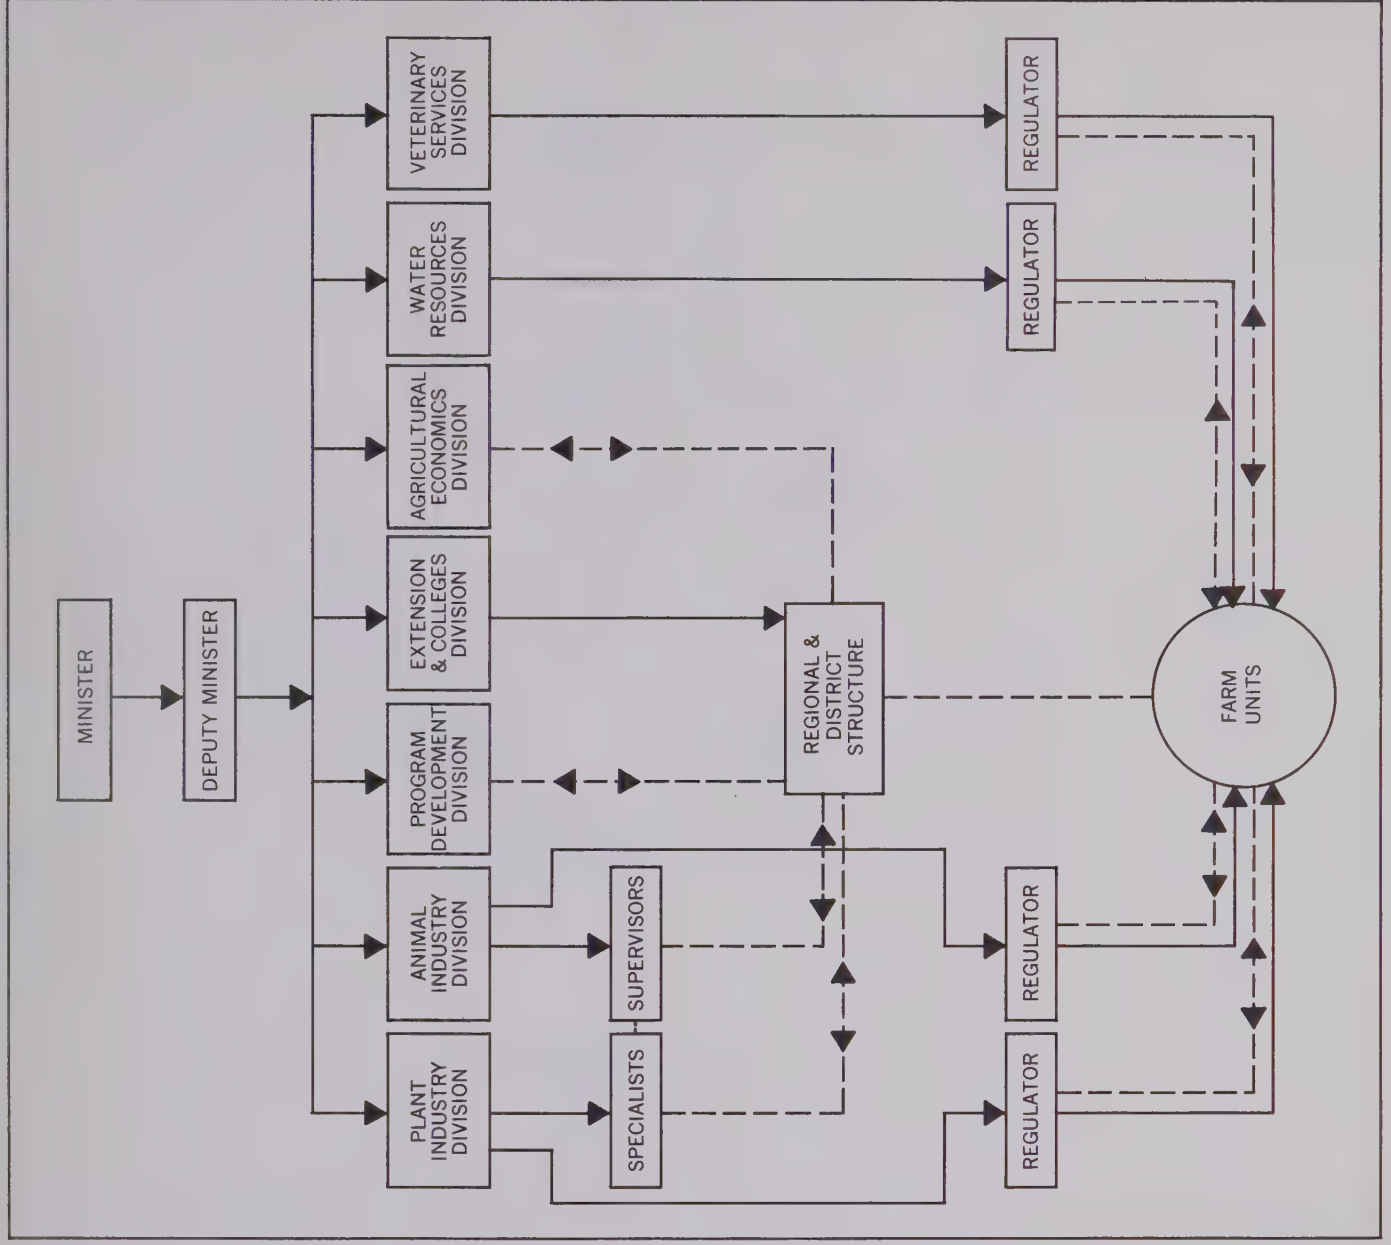 MINISTER
DEPUTY MINISTER
PLANT
INDUSTRY
DIVISION
ANIMAL
INDUSTRY
DIVISION
PROGRAM
DEVELOPMENT
DIVISION
EXTENSION
& COLLEGES
DIVISION
AGRICULTURAL
ECONOMICS
DIVISION
WATER
RESOURCES
DIVISION
VETERINARY
SERVICES
DIVISION
SPECIALISTS
SUPERVISORS
REGIONAL &
DISTRICT
STRUCTURE
REGULATOR
REGULATOR
REGULATOR
REGULATOR
FARM
UNITS